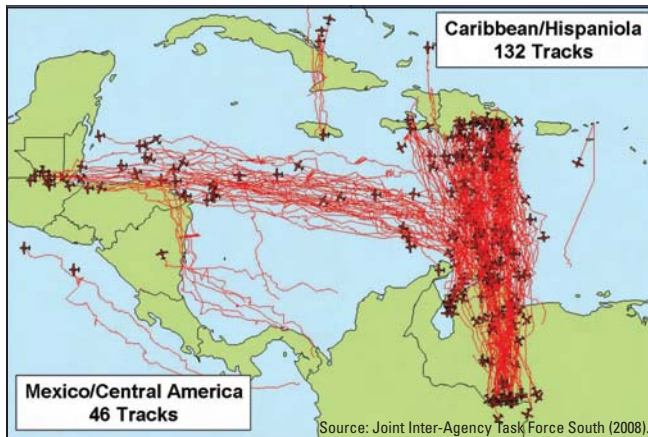 Caribbean/Hispaniola
132 Tracks
Mexico/Central America
46 Tracks
Source: Joint Inter-Agency Task Force South (2008).